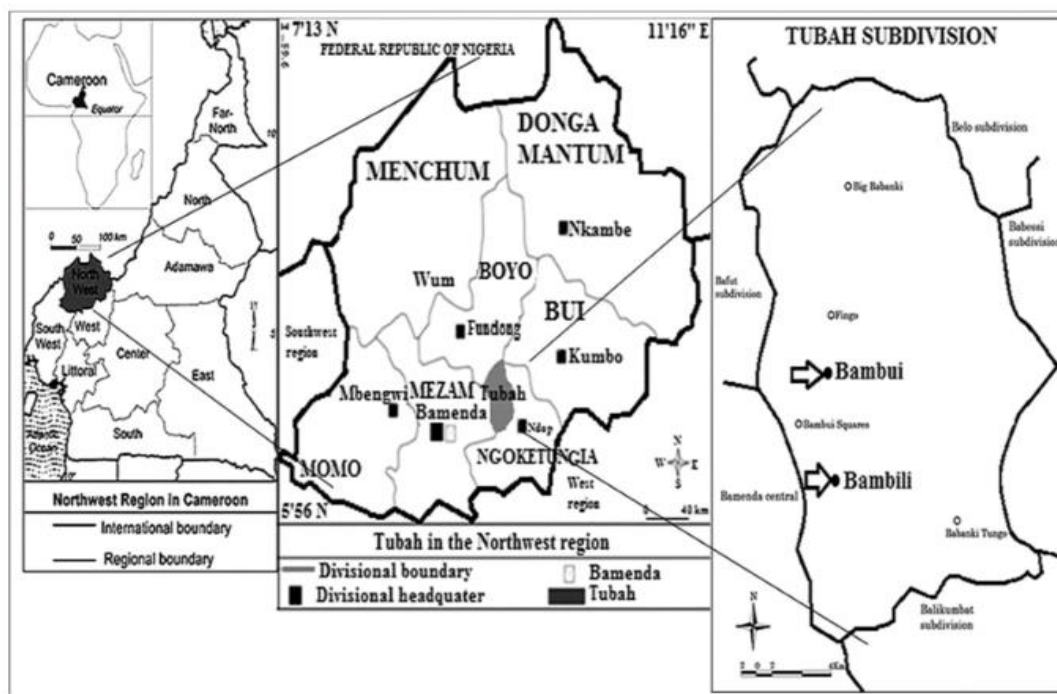 Cameroon
Equator
Far-
North
North
0 50 100 km
Adamawa
North
West
South
West
West
Littoral
Center
East
South
Atlantic
Ocean
Northwest Region in Cameroon
International boundary
Regional boundary
7'13 N
11'16" E
FEDERAL REPUBLIC OF NIGERIA
DONGA
MANTUM
MENCHUM
Nkambe
BOYO
Wum
BUI
Southwest
region
Fundong
Kumbo
Mbengwi
MEZAM
Tubah
Bamenda
Ndop
NGOKETUNGIA
MOMO
West
region
N
W E
S
5'56 N
0 40 km
Tubah in the Northwest region
Divisional boundary
Bamenda
Divisional headquater
Tubah
TUBAH SUBDIVISION
Belo subdivision
Big Babanki
Babessi
subdivision
Bafut
subdivision
Fingo
Bambui
Bambui Squares
Bambili
Bamenda central
Babanki Tungo
Balikumbat
subdivision
N